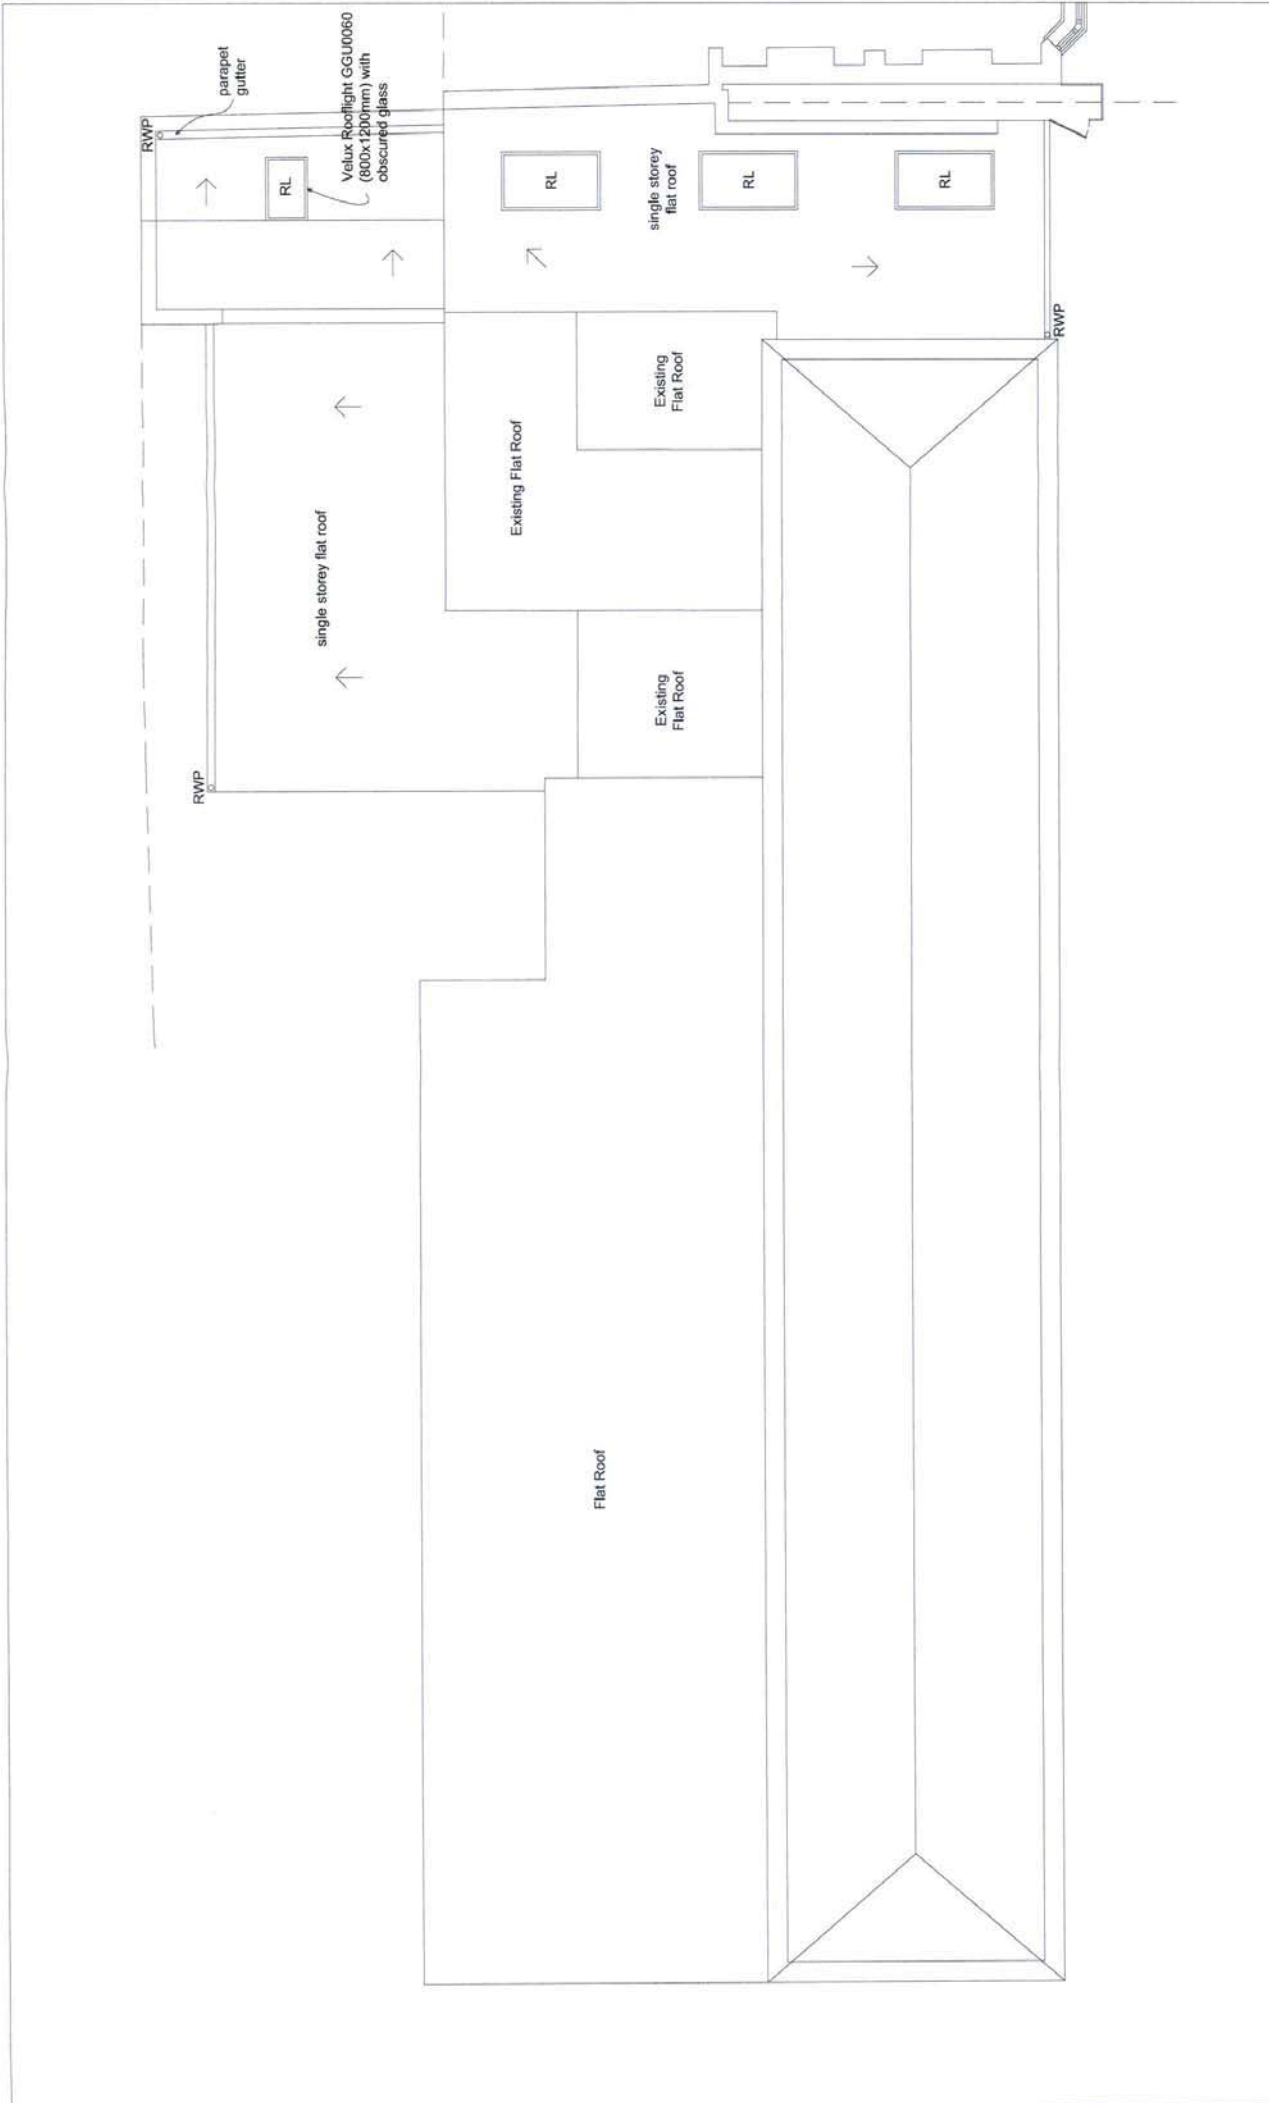 RWP
parapet
gutter
RL
Velux Rooflight GGU0060
(800x1200mm) with
obscured glass
RL
single storey
flat roof
RL
RL
RWP
Existing
Flat Roof
Existing Flat Roof
single storey flat roof
Existing
Flat Roof
RWP
Flat Roof